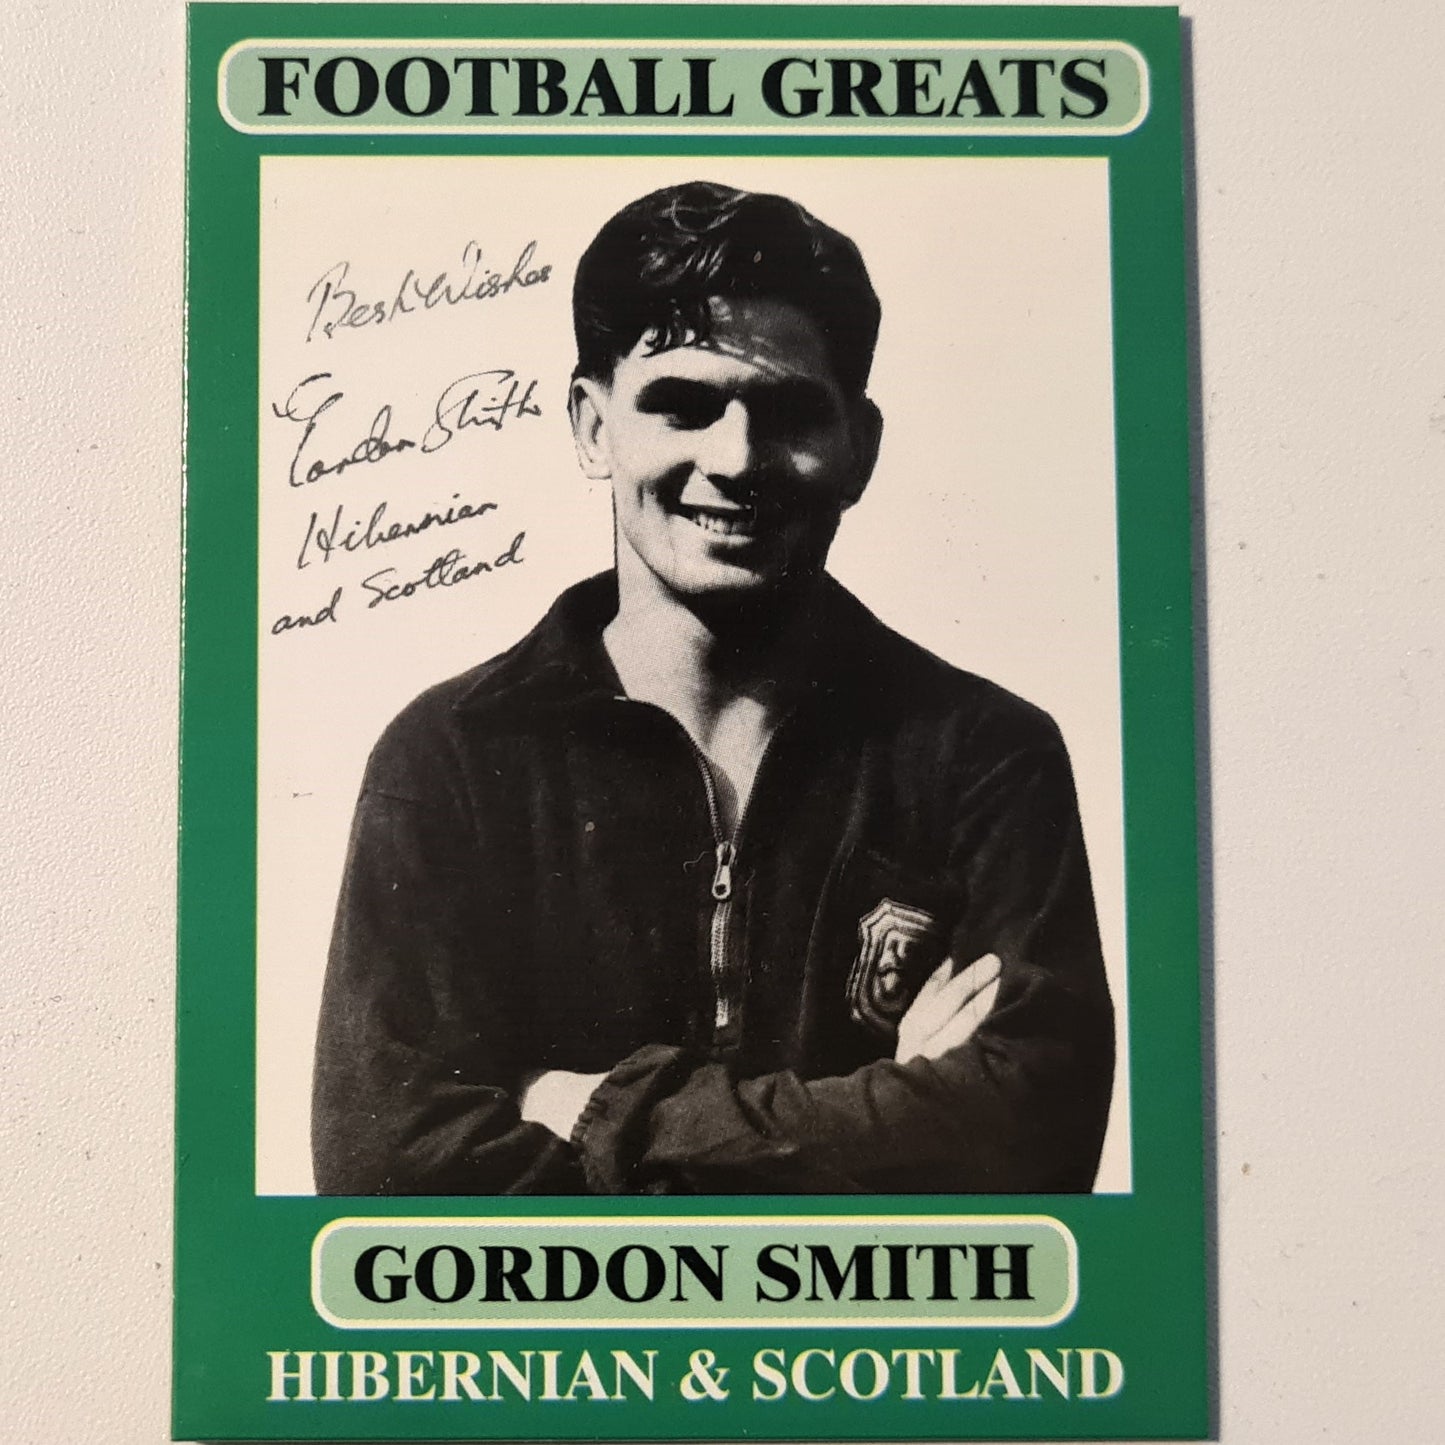 FOOTBALL GREATS
Best Wishes
Gordon Smith
Hibernian
and Scotland
GORDON SMITH
HIBERNIAN & SCOTLAND